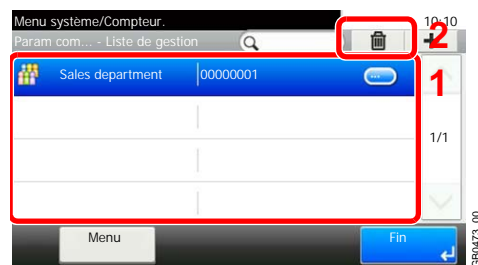 Menu système/Compteur.
10:10
Param com... - Liste de gestion
2
Sales department 00000001
1
1/1
Menu
Fin
GB0473_00